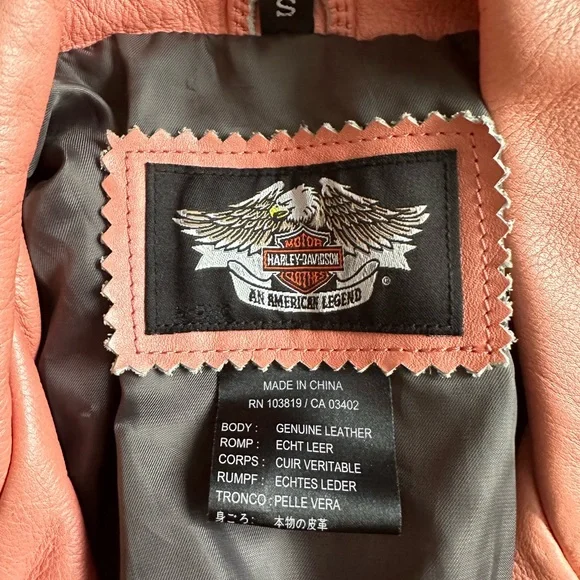 S
MOTOR
HARLEY-DAVIDSON
CYCLES
AN AMERICAN LEGEND
®
MADE IN CHINA
RN 103819 / CA 03402
BODY : GENUINE LEATHER
ROMP : ECHT LEER
CORPS : CUIR VERITABLE
RUMPF : ECHTES LEDER
TRONCO : PELLE VERA
身ごろ : 本物の皮革